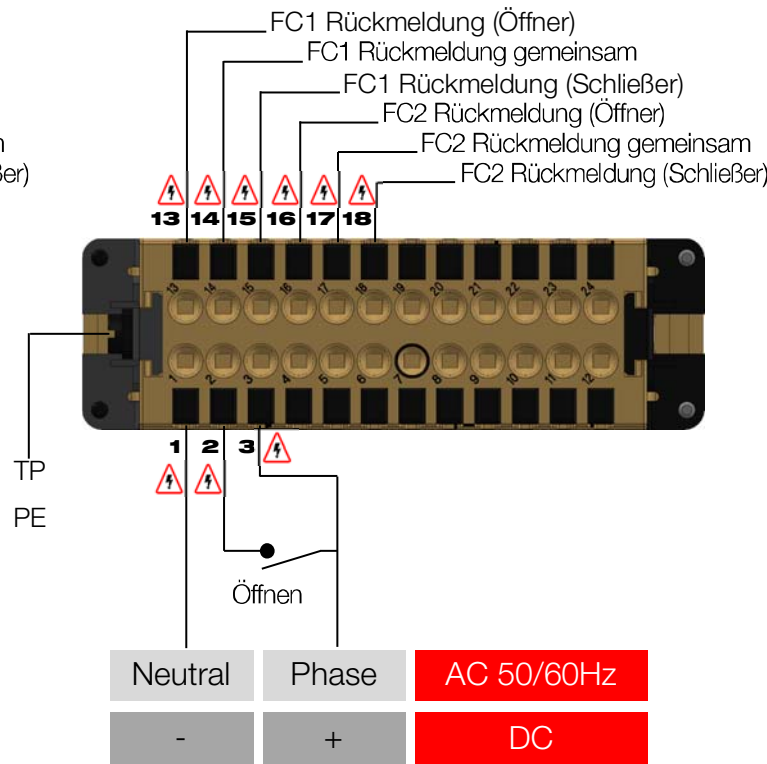 FC1 Rückmeldung (Öffner)
FC1 Rückmeldung gemeinsam
FC1 Rückmeldung (Schließer)
FC2 Rückmeldung (Öffner)
FC2 Rückmeldung gemeinsam
FC2 Rückmeldung (Schließer)
13 14 15 16 17 18
13 14 15 16 17 18 19 20 21 22 23 24
1 2 3 4 5 6 7 8 9 10 11 12
1 2 3
TP
PE
Öffnen
Neutral Phase AC 50/60Hz
- + DC